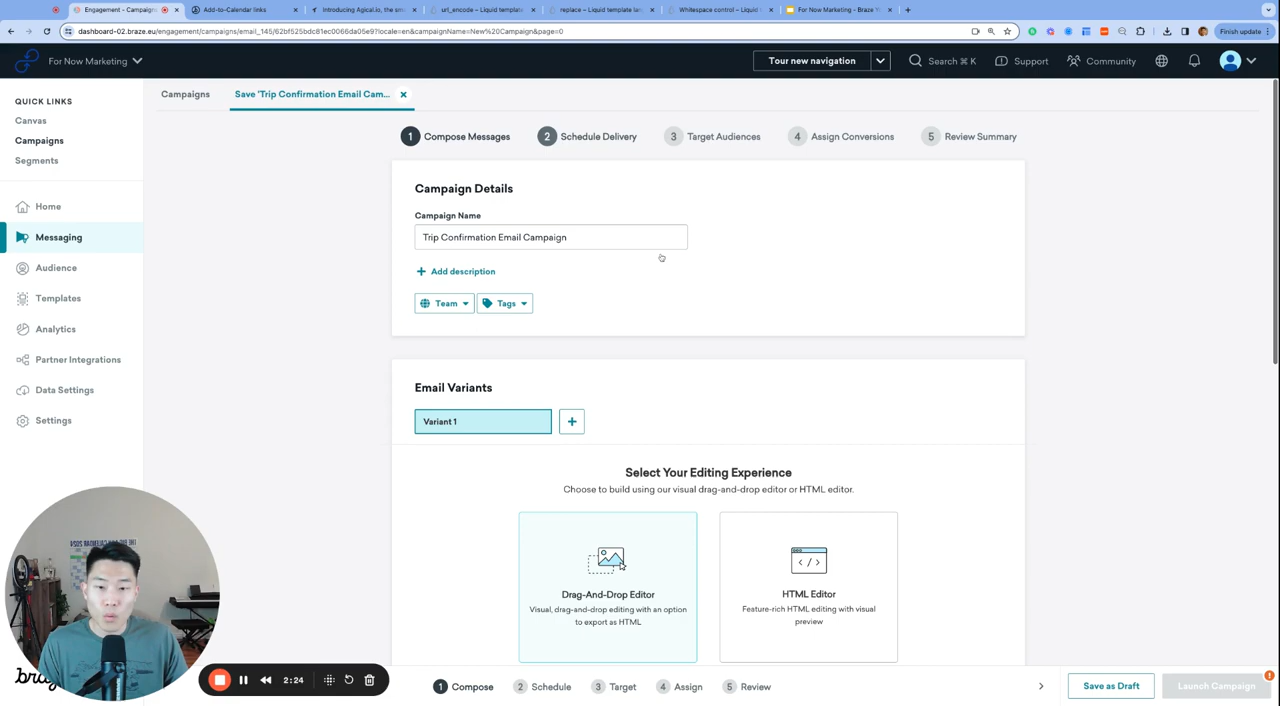 Engagement - Campaigns
Add-to-Calendar links
Introducing Agical.io, the sm
url_encode – Liquid template
replace – Liquid template lan
Whitespace control – Liquid t
For Now Marketing - Braze Tr
dashboard-02.braze.eu/engagement/campaigns/email_145/62bf525bdc81ec0066da05e9?locale=en&campaignName=New%20Campaign&page=0
Finish update
For Now Marketing
Tour new navigation
Search ⌘ K
Support
Community
QUICK LINKS
Canvas
Campaigns
Segments
Home
Messaging
Audience
Templates
Analytics
Partner Integrations
Data Settings
Settings
Campaigns
Save 'Trip Confirmation Email Cam...
1 Compose Messages
2 Schedule Delivery
3 Target Audiences
4 Assign Conversions
5 Review Summary
Campaign Details
Campaign Name
Trip Confirmation Email Campaign
Add description
Team
Tags
Email Variants
Variant 1
Select Your Editing Experience
Choose to build using our visual drag-and-drop editor or HTML editor.
Drag-And-Drop Editor
Visual, drag-and-drop editing with an option
to export as HTML
HTML Editor
Feature-rich HTML editing with visual
preview
2:24
1 Compose
2 Schedule
3 Target
4 Assign
5 Review
Save as Draft
Launch Campaign